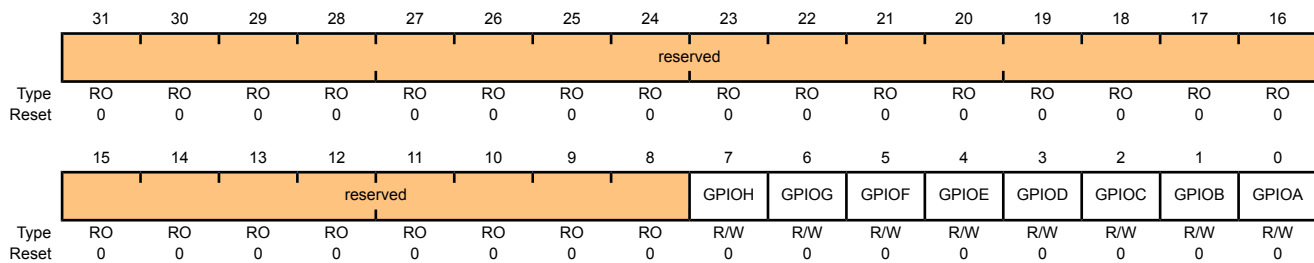 31 30 29 28 27 26 25 24 23 22 21 20 19 18 17 16
reserved
Type RO RO RO RO RO RO RO RO RO RO RO RO RO RO RO RO
Reset 0 0 0 0 0 0 0 0 0 0 0 0 0 0 0 0
15 14 13 12 11 10 9 8 7 6 5 4 3 2 1 0
reserved GPIOH GPIOG GPIOF GPIOE GPIOD GPIOC GPIOB GPIOA
Type RO RO RO RO RO RO RO RO R/W R/W R/W R/W R/W R/W R/W R/W
Reset 0 0 0 0 0 0 0 0 0 0 0 0 0 0 0 0